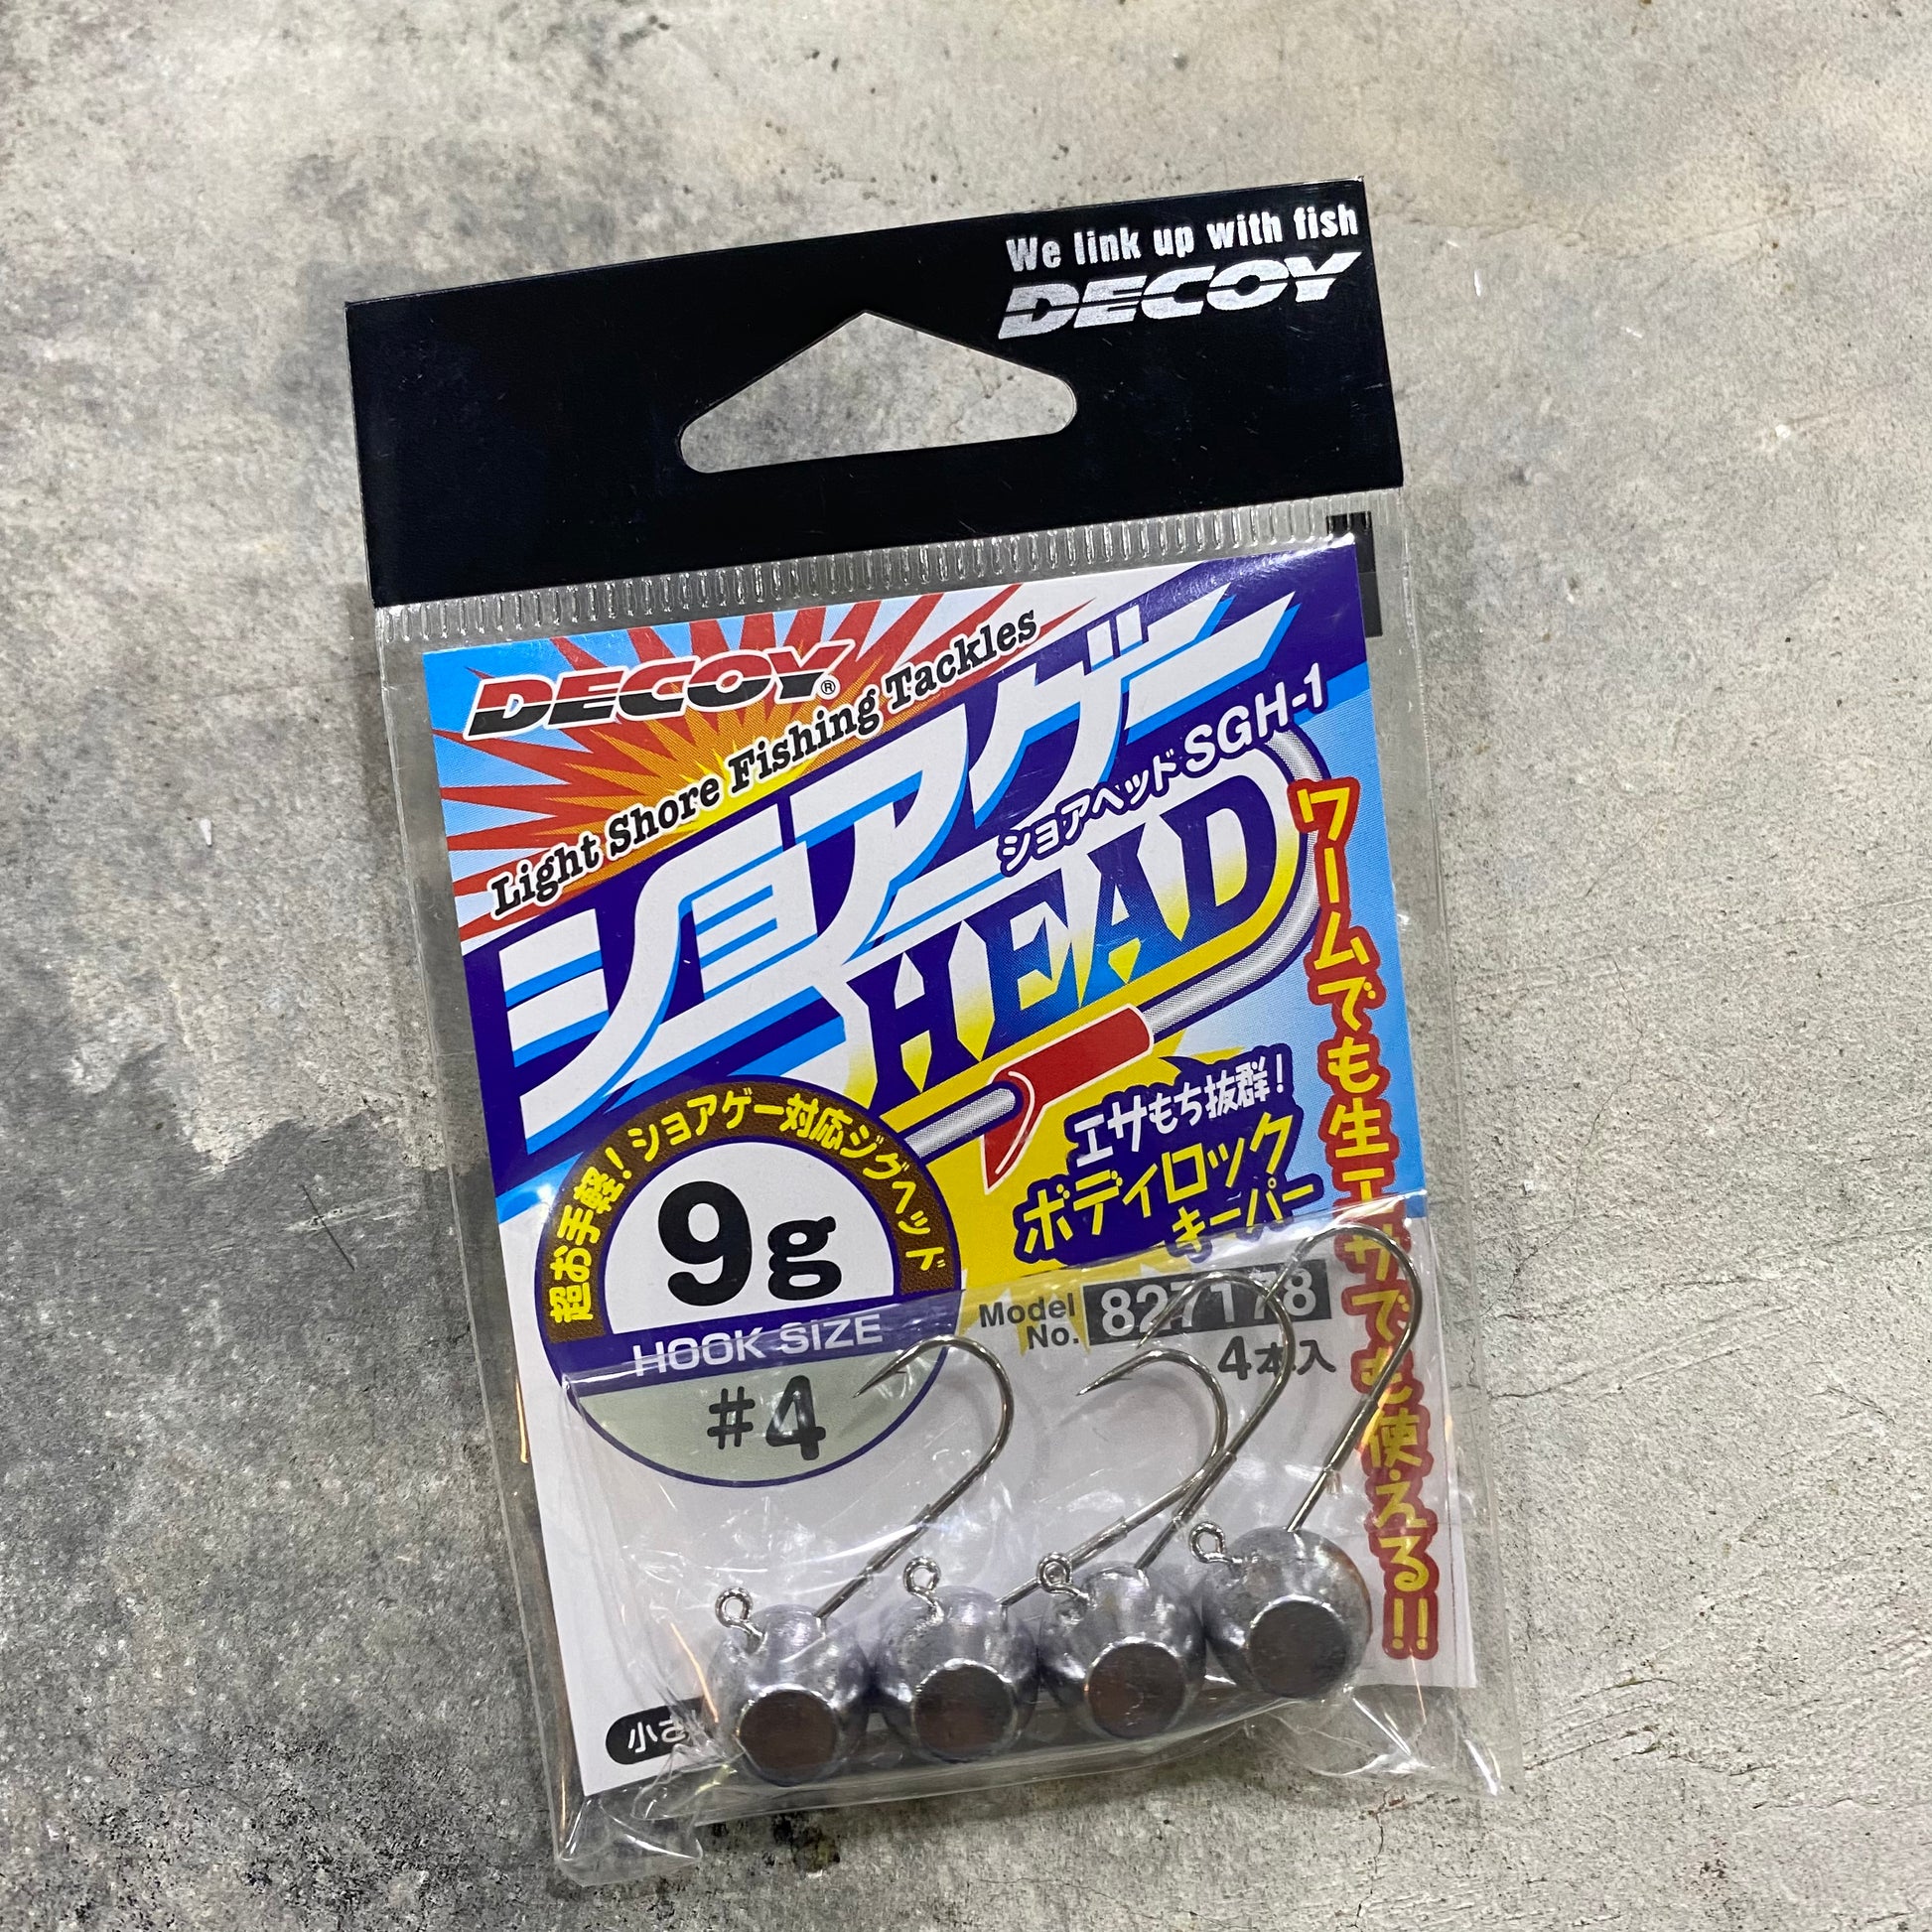 We link up with fish
DECOY
DECOY®
Light Shore Fishing Tackles
ショアゲー
ショアヘッド SGH-1
HEAD
ワームでも生エサでも使える!!
エサもち抜群!
ボディロック
キーパー
超お手軽!ショアゲー対応ジグヘッド
9g
HOOK SIZE
#4
Model No. 827178
4本入